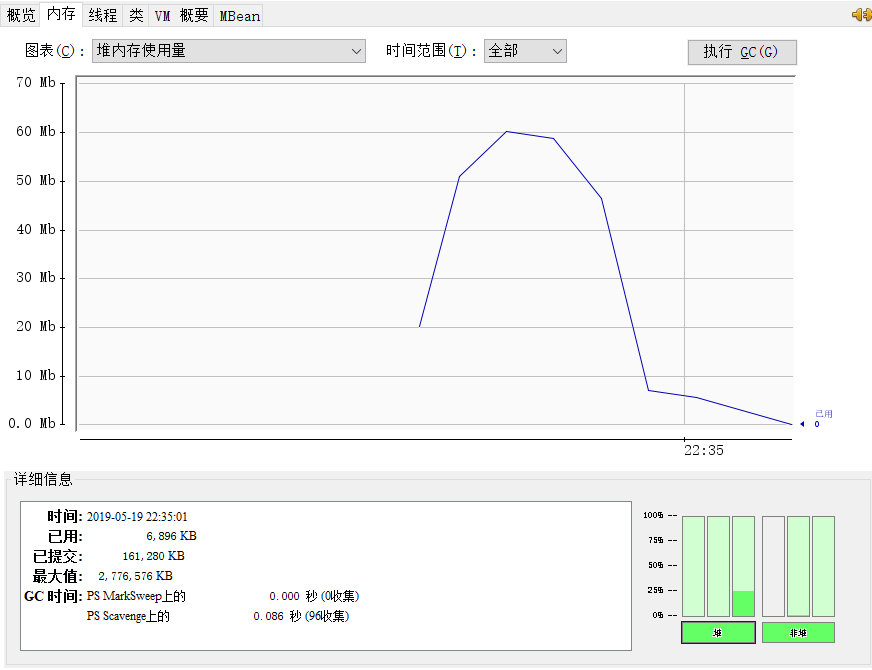 概览 内存 线程 类 VM 概要 MBean
图表(C): 堆内存使用量 时间范围(T): 全部 执行 GC(G)
70 Mb
60 Mb
50 Mb
40 Mb
30 Mb
20 Mb
10 Mb
0.0 Mb
已用
0
22:35
详细信息
时间: 2019-05-19 22:35:01
已用: 6,896 KB
已提交: 161,280 KB
最大值: 2,776,576 KB
GC 时间: PS MarkSweep上的 0.000 秒 (0收集)
PS Scavenge上的 0.086 秒 (96收集)
100% --
75% --
50% --
25% --
0% --
堆 非堆